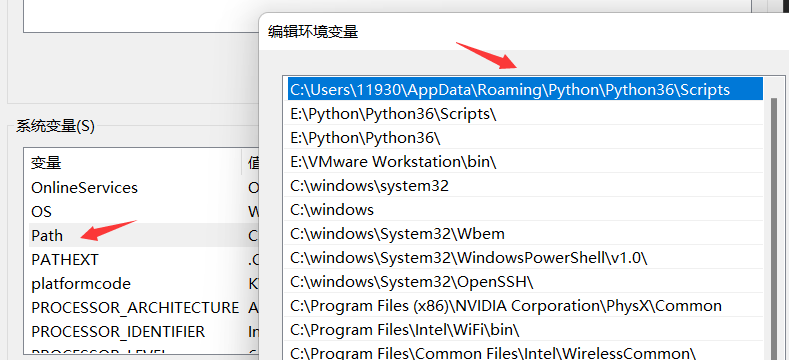 编辑环境变量
C:\Users\11930\AppData\Roaming\Python\Python36\Scripts
E:\Python\Python36\Scripts\
E:\Python\Python36\
E:\VMware Workstation\bin\
C:\windows\system32
C:\windows
C:\windows\System32\Wbem
C:\windows\System32\WindowsPowerShell\v1.0\
C:\windows\System32\OpenSSH\
C:\Program Files (x86)\NVIDIA Corporation\PhysX\Common
C:\Program Files\Intel\WiFi\bin\
C:\Program Files\Common Files\Intel\WirelessCommon\
系统变量(S)
变量 值
OnlineServices O
OS W
Path C
PATHEXT .C
platformcode K
PROCESSOR_ARCHITECTURE A
PROCESSOR_IDENTIFIER In
PROCESSOR_LEVEL